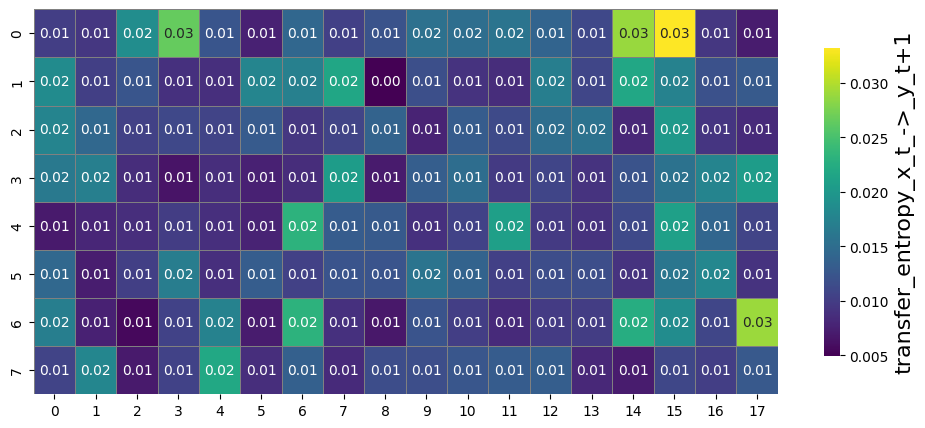 0 0.01 0.01 0.02 0.03 0.01 0.01 0.01 0.01 0.01 0.02 0.02 0.02 0.01 0.01 0.03 0.03 0.01 0.01
1 0.02 0.01 0.01 0.01 0.01 0.02 0.02 0.02 0.00 0.01 0.01 0.01 0.02 0.01 0.02 0.02 0.01 0.01
2 0.02 0.01 0.01 0.01 0.01 0.01 0.01 0.01 0.01 0.01 0.01 0.01 0.02 0.02 0.01 0.02 0.01 0.01
3 0.02 0.02 0.01 0.01 0.01 0.01 0.01 0.02 0.01 0.01 0.01 0.01 0.01 0.01 0.01 0.02 0.02 0.02
4 0.01 0.01 0.01 0.01 0.01 0.01 0.02 0.01 0.01 0.01 0.01 0.02 0.01 0.01 0.01 0.02 0.01 0.01
5 0.01 0.01 0.01 0.02 0.01 0.01 0.01 0.01 0.01 0.02 0.01 0.01 0.01 0.01 0.01 0.02 0.02 0.01
6 0.02 0.01 0.01 0.01 0.02 0.01 0.02 0.01 0.01 0.01 0.01 0.01 0.01 0.01 0.02 0.02 0.01 0.03
7 0.01 0.02 0.01 0.01 0.02 0.01 0.01 0.01 0.01 0.01 0.01 0.01 0.01 0.01 0.01 0.01 0.01 0.01
0 1 2 3 4 5 6 7 8 9 10 11 12 13 14 15 16 17
0.030
0.025
0.020
0.015
0.010
0.005
transfer_entropy_x_t_->_y_t+1